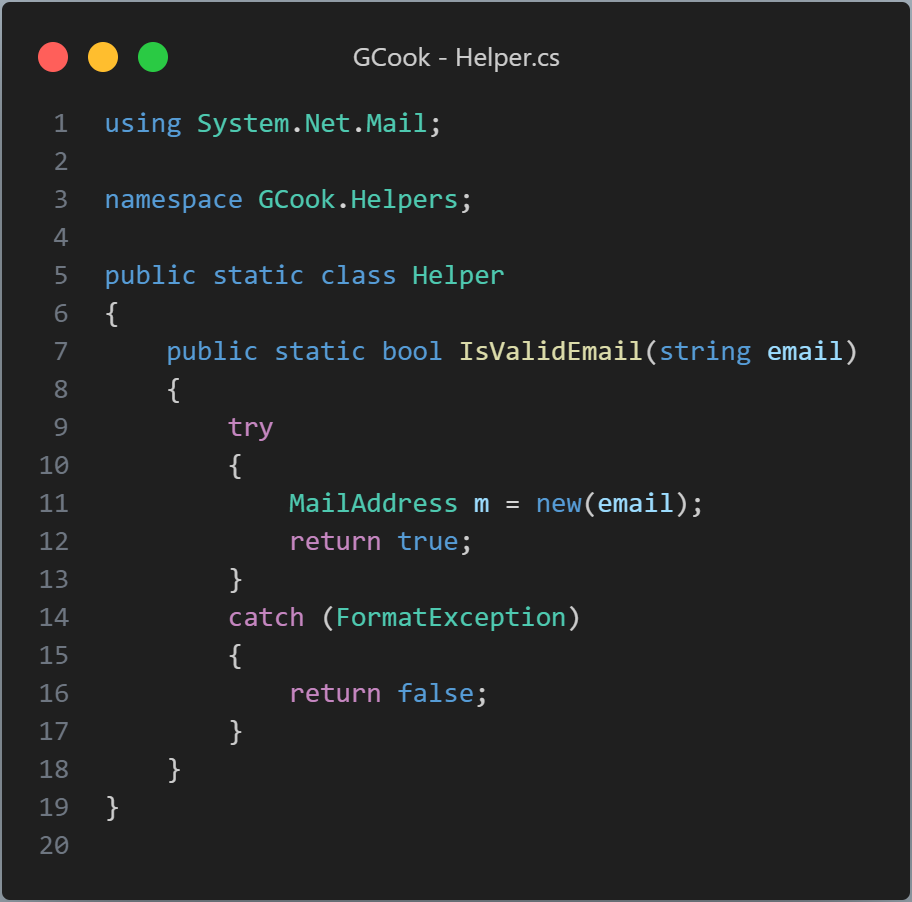 GCook - Helper.cs
1 using System.Net.Mail;
2
3 namespace GCook.Helpers;
4
5 public static class Helper
6 {
7     public static bool IsValidEmail(string email)
8     {
9         try
10         {
11             MailAddress m = new(email);
12             return true;
13         }
14         catch (FormatException)
15         {
16             return false;
17         }
18     }
19 }
20